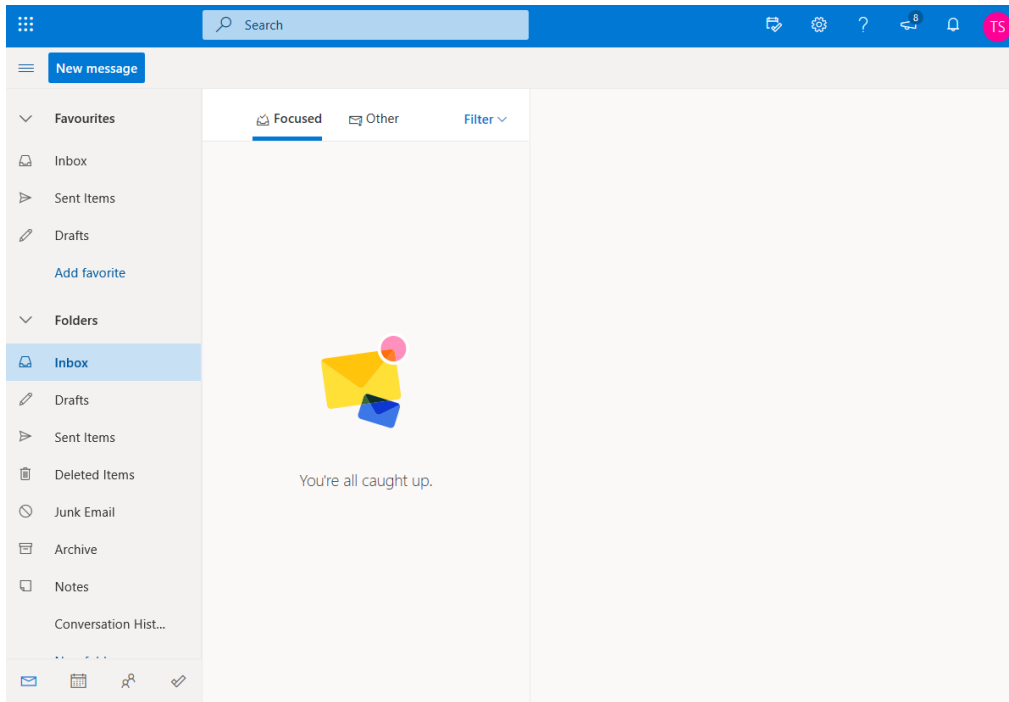 Search
8
TS
New message
Favourites
Inbox
Sent Items
Drafts
Add favorite
Folders
Inbox
Drafts
Sent Items
Deleted Items
Junk Email
Archive
Notes
Conversation Hist...
Focused
Other
Filter
You're all caught up.